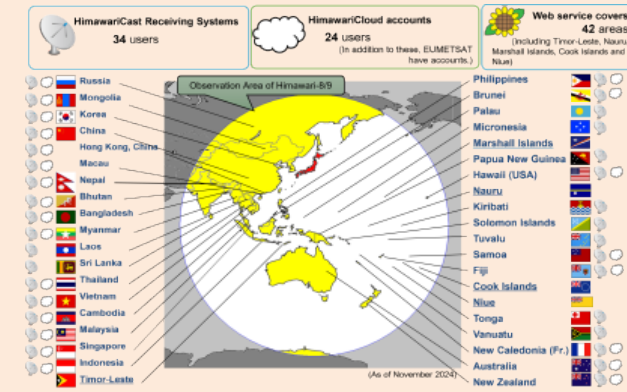 HimawariCast Receiving Systems
34 users
HimawariCloud accounts
24 users
(In addition to these, EUMETSAT
have accounts.)
Web service covers
42 areas
(including Timor-Leste, Nauru,
Marshall Islands, Cook Islands and
Niue)
Observation Area of Himawari-8/9
Russia
Mongolia
Korea
China
Hong Kong, China
Macau
Nepal
Bhutan
Bangladesh
Myanmar
Laos
Sri Lanka
Thailand
Vietnam
Cambodia
Malaysia
Singapore
Indonesia
Timor-Leste
Philippines
Brunei
Palau
Micronesia
Marshall Islands
Papua New Guinea
Hawaii (USA)
Nauru
Kiribati
Solomon Islands
Tuvalu
Samoa
Fiji
Cook Islands
Niue
Tonga
Vanuatu
New Caledonia (Fr.)
Australia
New Zealand
(As of November 2024)